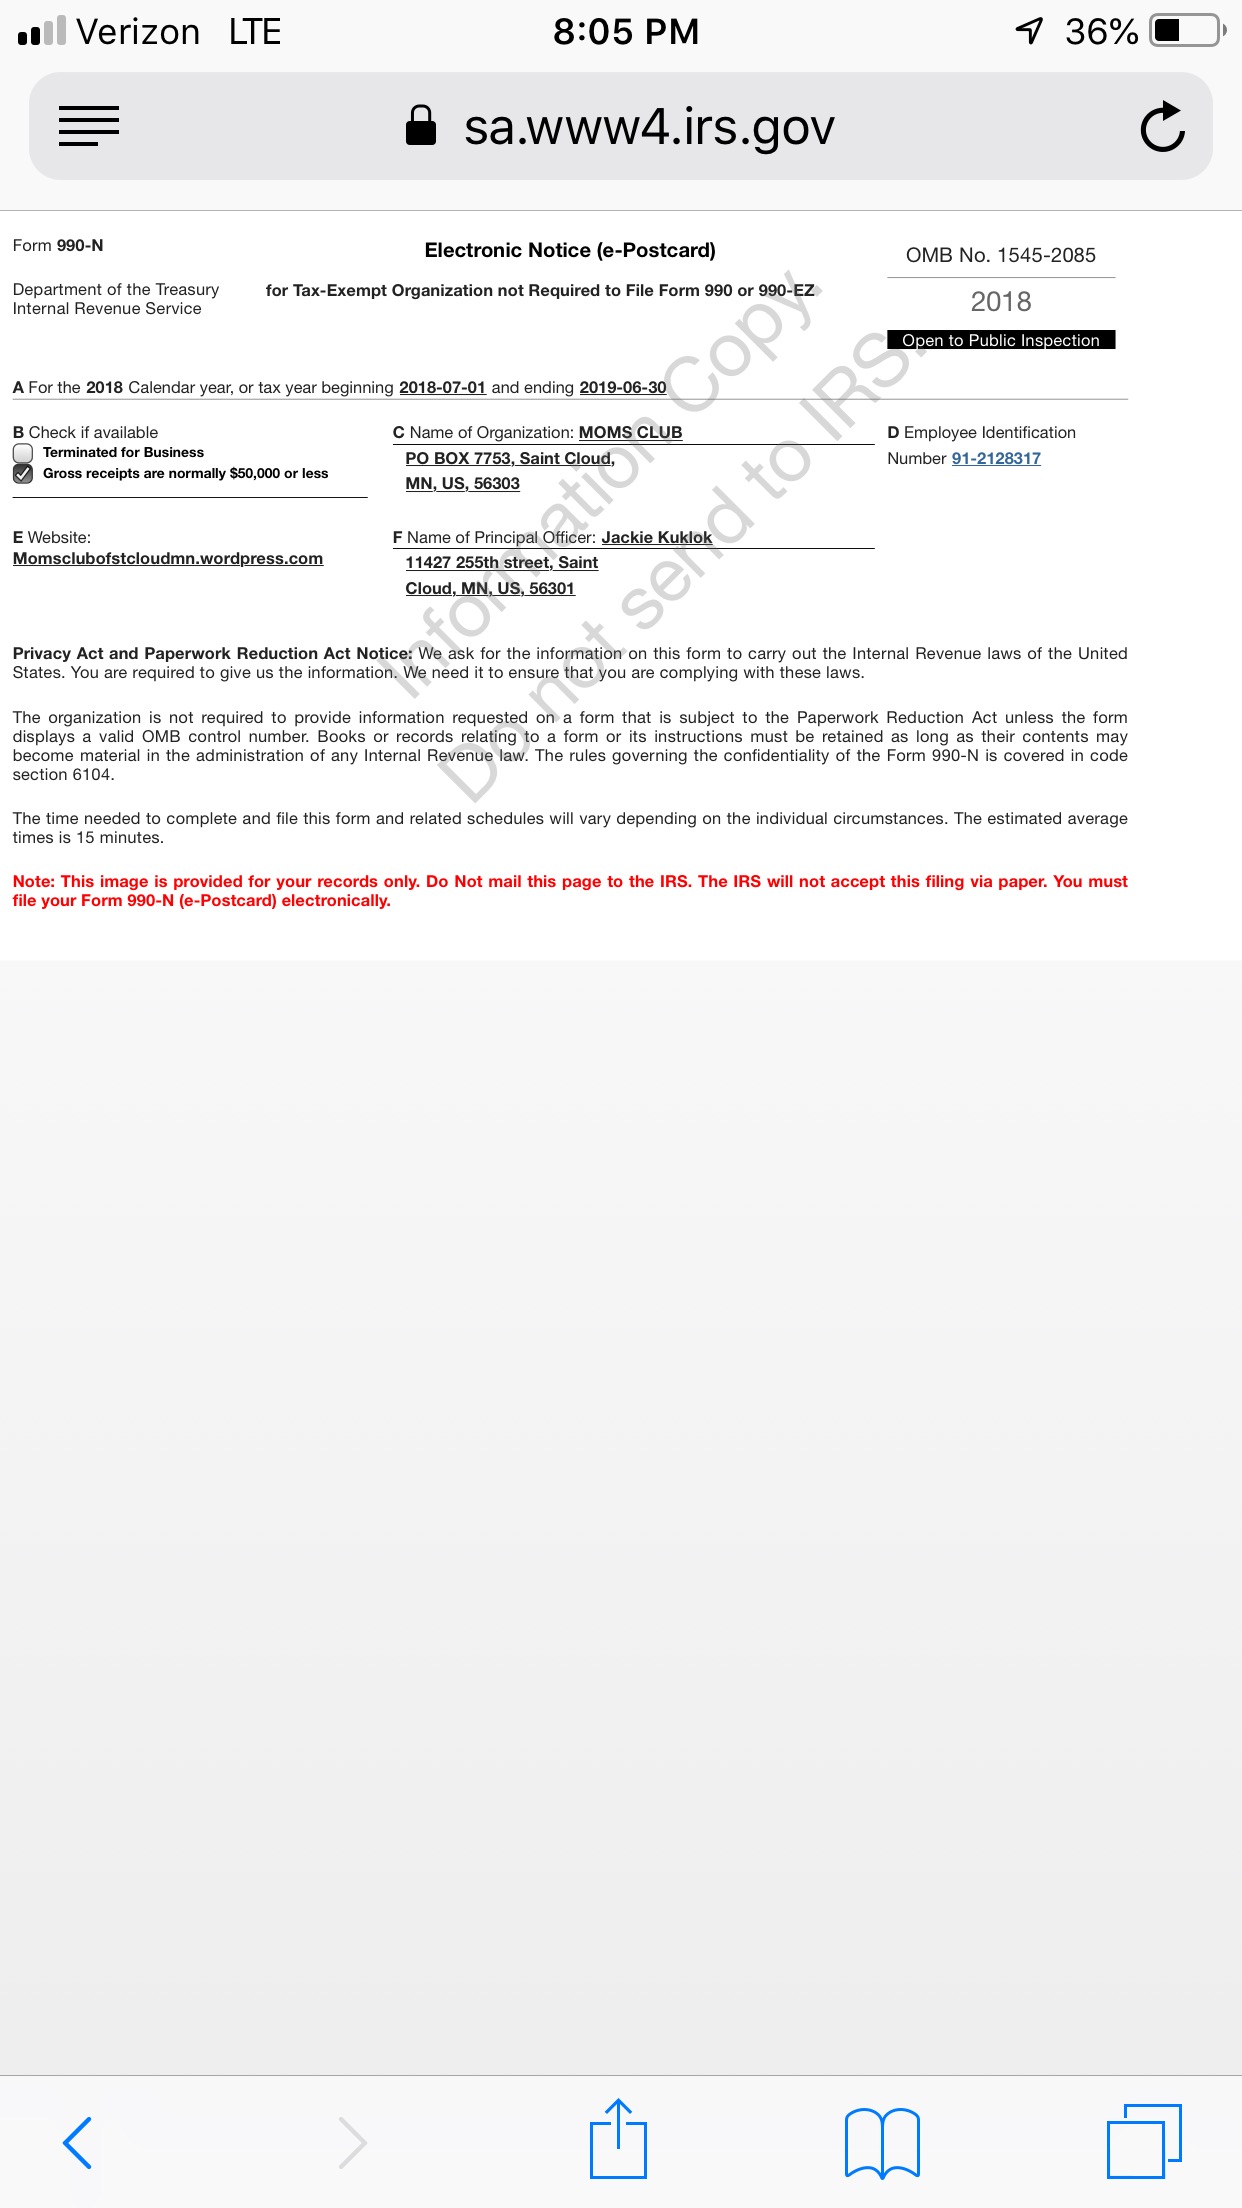 Verizon LTE 8:05 PM 36%
sa.www4.irs.gov
Form 990-N
Electronic Notice (e-Postcard)
OMB No. 1545-2085
Department of the Treasury
Internal Revenue Service
for Tax-Exempt Organization not Required to File Form 990 or 990-EZ
2018
Open to Public Inspection
A For the 2018 Calendar year, or tax year beginning 2018-07-01 and ending 2019-06-30
B Check if available
Terminated for Business
Gross receipts are normally $50,000 or less
C Name of Organization: MOMS CLUB
PO BOX 7753, Saint Cloud,
MN, US, 56303
D Employee Identification
Number 91-2128317
E Website:
Momsclubofstcloudmn.wordpress.com
F Name of Principal Officer: Jackie Kuklok
11427 255th street, Saint
Cloud, MN, US, 56301
Information Copy.
Do not send to IRS.
Privacy Act and Paperwork Reduction Act Notice: We ask for the information on this form to carry out the Internal Revenue laws of the United
States. You are required to give us the information. We need it to ensure that you are complying with these laws.
The organization is not required to provide information requested on a form that is subject to the Paperwork Reduction Act unless the form
displays a valid OMB control number. Books or records relating to a form or its instructions must be retained as long as their contents may
become material in the administration of any Internal Revenue law. The rules governing the confidentiality of the Form 990-N is covered in code
section 6104.
The time needed to complete and file this form and related schedules will vary depending on the individual circumstances. The estimated average
times is 15 minutes.
Note: This image is provided for your records only. Do Not mail this page to the IRS. The IRS will not accept this filing via paper. You must
file your Form 990-N (e-Postcard) electronically.